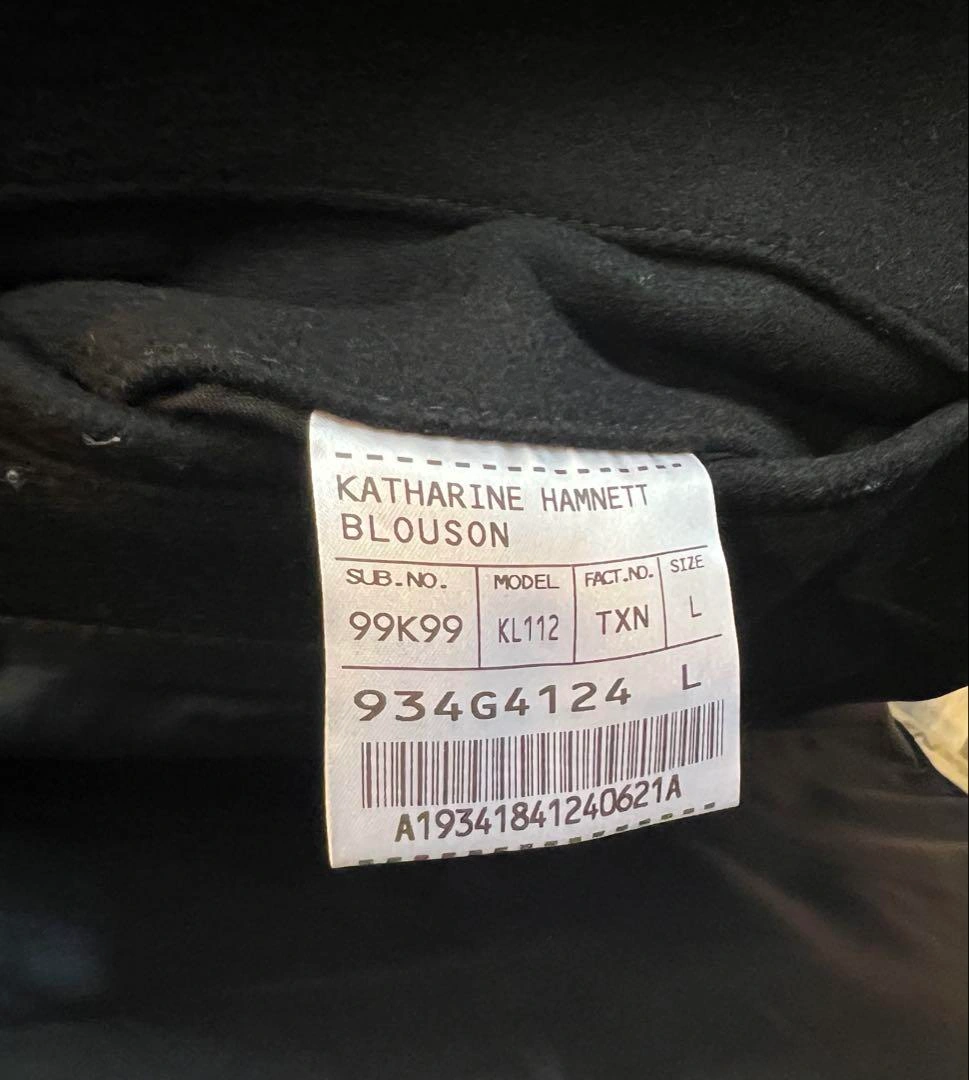 KATHARINE HAMNETT
BLOUSON
SUB.NO. MODEL FACT.NO. SIZE
99K99 KL112 TXN L
934G4124 L
A19341841240621A